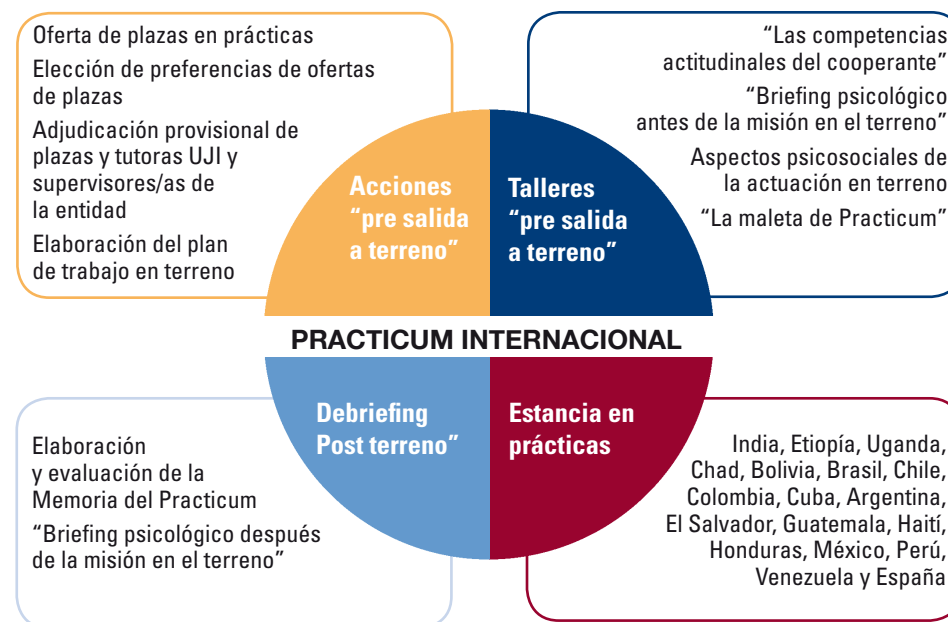 Oferta de plazas en prácticas
Elección de preferencias de ofertas
de plazas
Adjudicación provisional de
plazas y tutoras UJI y
supervisores/as de
la entidad
Elaboración del plan
de trabajo en terreno
Acciones
“pre salida
a terreno”
Talleres
“pre salida
a terreno”
“Las competencias
actitudinales del cooperante”
“Briefing psicológico
antes de la misión en el terreno”
Aspectos psicosociales de
la actuación en terreno
“La maleta de Practicum”
PRACTICUM INTERNACIONAL
Elaboración
y evaluación de la
Memoria del Practicum
“Briefing psicológico después
de la misión en el terreno”
Debriefing
Post terreno”
Estancia en
prácticas
India, Etiopía, Uganda,
Chad, Bolivia, Brasil, Chile,
Colombia, Cuba, Argentina,
El Salvador, Guatemala, Haití,
Honduras, México, Perú,
Venezuela y España